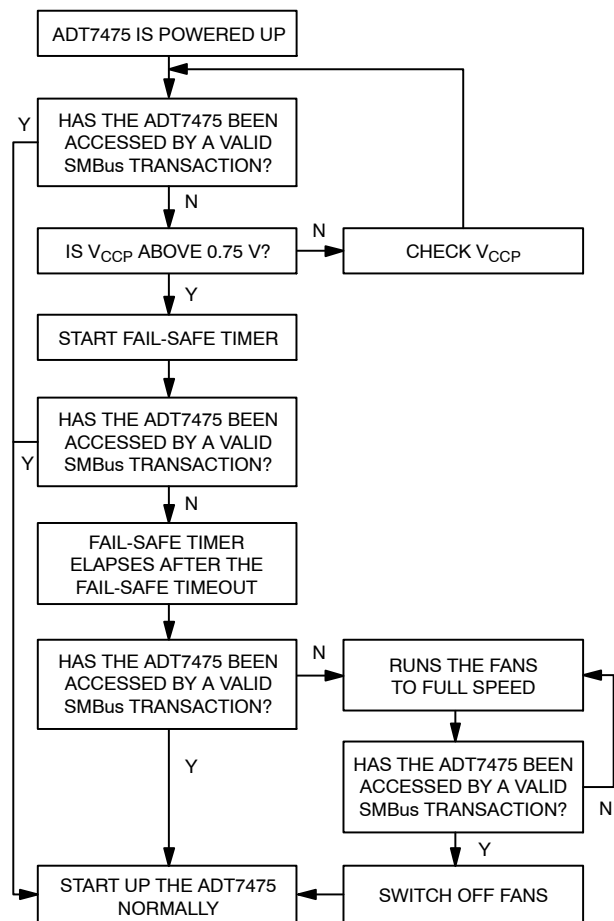 ADT7475 IS POWERED UP
Y
HAS THE ADT7475 BEEN
ACCESSED BY A VALID
SMBus TRANSACTION?
N
IS VCCP ABOVE 0.75 V?
N
CHECK VCCP
Y
START FAIL-SAFE TIMER
HAS THE ADT7475 BEEN
ACCESSED BY A VALID
SMBus TRANSACTION?
Y
N
FAIL-SAFE TIMER
ELAPSES AFTER THE
FAIL-SAFE TIMEOUT
HAS THE ADT7475 BEEN
ACCESSED BY A VALID
SMBus TRANSACTION?
N
RUNS THE FANS
TO FULL SPEED
Y
HAS THE ADT7475 BEEN
ACCESSED BY A VALID
SMBus TRANSACTION?
N
Y
START UP THE ADT7475
NORMALLY
SWITCH OFF FANS